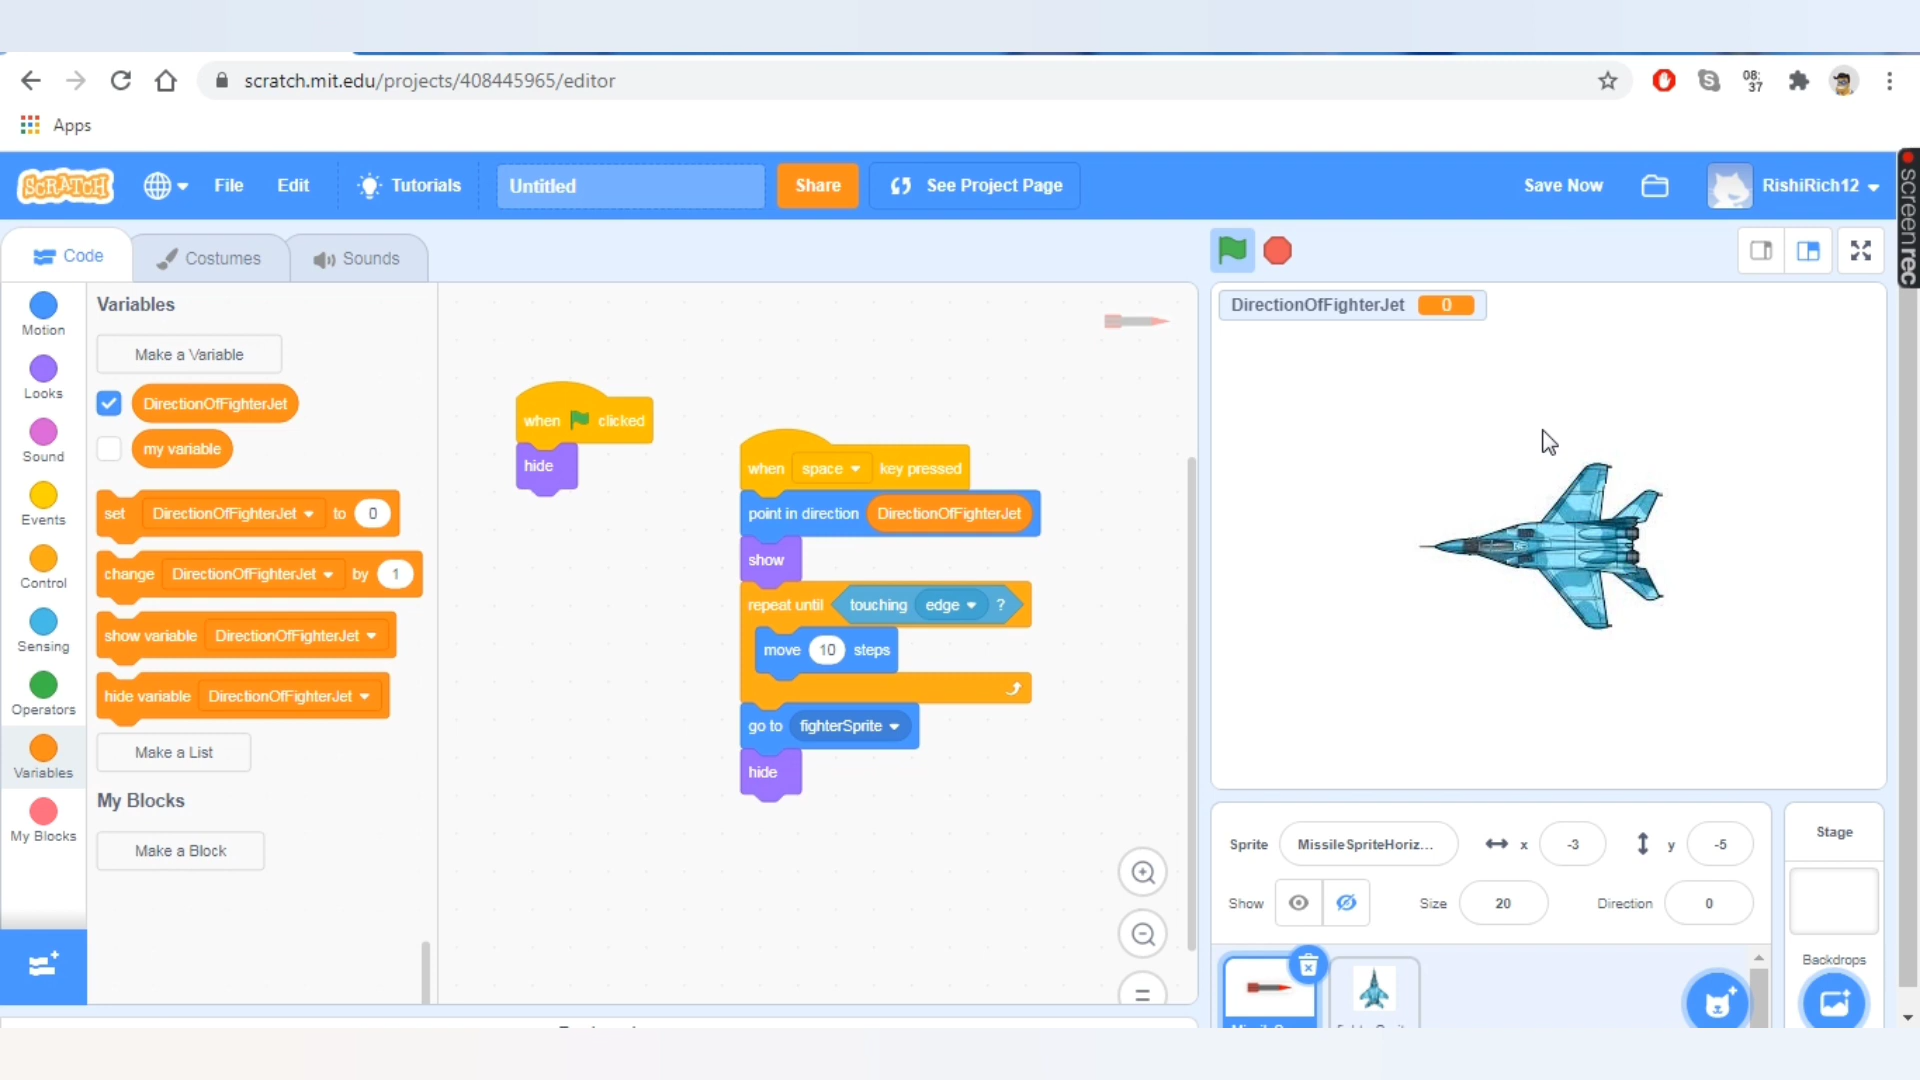 scratch.mit.edu/projects/408445965/editor
08:
37
Apps
SCRATCH
File
Edit
Tutorials
Untitled
Share
See Project Page
Save Now
RishiRich12
screenrec
Code
Costumes
Sounds
Motion
Looks
Sound
Events
Control
Sensing
Operators
Variables
My Blocks
Variables
Make a Variable
DirectionOfFighterJet
my variable
set DirectionOfFighterJet to 0
change DirectionOfFighterJet by 1
show variable DirectionOfFighterJet
hide variable DirectionOfFighterJet
Make a List
My Blocks
Make a Block
when clicked
hide
when space key pressed
point in direction DirectionOfFighterJet
show
repeat until touching edge ?
move 10 steps
go to fighterSprite
hide
DirectionOfFighterJet 0
Sprite MissileSpriteHoriz... x -3 y -5
Show Size 20 Direction 0
Stage
Backdrops